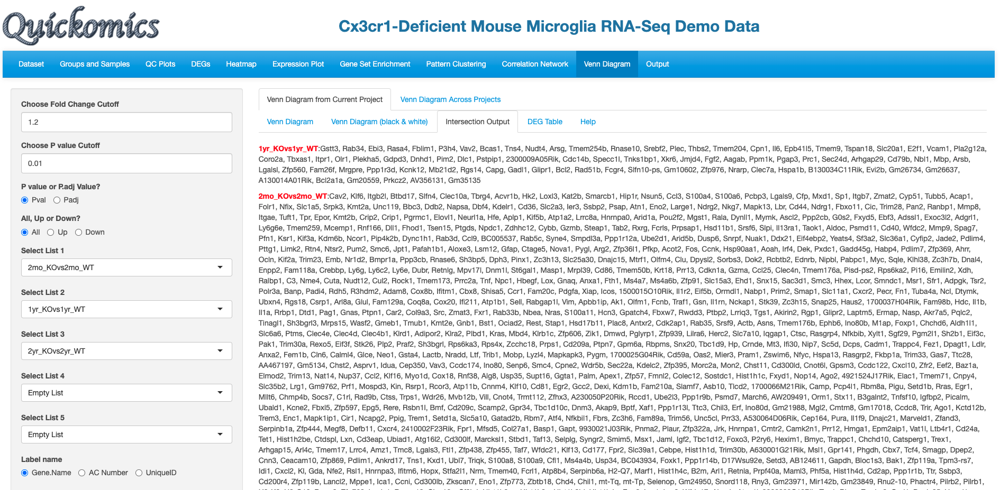 Quickomics
Cx3cr1-Deficient Mouse Microglia RNA-Seq Demo Data
Dataset Groups and Samples QC Plots DEGs Heatmap Expression Plot Gene Set Enrichment Pattern Clustering Correlation Network Venn Diagram Output
Choose Fold Change Cutoff
1.2
Choose P value Cutoff
0.01
P value or P.adj Value?
Pval Padj
All, Up or Down?
All Up Down
Select List 1
2mo_KOvs2mo_WT
Select List 2
1yr_KOvs1yr_WT
Select List 3
2yr_KOvs2yr_WT
Select List 4
Empty List
Select List 5
Empty List
Label name
Gene.Name AC Number UniqueID
Venn Diagram from Current Project Venn Diagram Across Projects
Venn Diagram Venn Diagram (black & white) Intersection Output DEG Table Help
1yr_KOvs1yr_WT:Gstt3, Rab34, Ebi3, Rasa4, Fblim1, P3h4, Vav2, Bcas1, Tns4, Nudt4, Arsg, Tmem254b, Rnase10, Srebf2, Plec, Thbs2, Tmem204, Cpn1, Il6, Epb41l5, Tmem9, Tspan18, Slc20a1, E2f1, Vcam1, Pla2g12a,
Coro2a, Tbxas1, Itpr1, Olr1, Plekha5, Gdpd3, Dnhd1, Pim2, Dlc1, Pstpip1, 2300009A05Rik, Cdc14b, Specc1l, Tnks1bp1, Xkr6, Jmjd4, Fgf2, Aagab, Ppm1k, Pgap3, Prc1, Sec24d, Arhgap29, Cd79b, Nbl1, Mbp, Arsb,
Lgalsl, Zfp560, Fam26f, Mrgpre, Ppp1r3d, Kcnk12, Mb21d2, Rgs14, Capg, Gadl1, Glipr1, Bcl2, Rad51b, Fcgr4, Slfn10-ps, Gm10602, Zfp976, Nrarp, Clec7a, Hspa1b, B130034C11Rik, Evi2b, Gm26734, Gm26637,
A130014A01Rik, Bcl2a1a, Gm20559, Prkcz2, AV356131, Gm35135
2mo_KOvs2mo_WT:Cav2, Klf6, Itgb2l, Btbd17, Slfn4, Clec10a, Tbrg4, Acvr1b, Hk2, Loxl3, Kat2b, Smarcb1, Hip1r, Nsun5, Ccl3, S100a4, S100a6, Pcbp3, Lgals9, Cfp, Mxd1, Sp1, Itgb7, Zmat2, Cyp51, Tubb5, Acap1,
Folr1, Nfix, Slc1a5, Srpk3, Kmt2a, Unc119, Bbc3, Ddb2, Napsa, Dbf4, Kdelr1, Cd36, Slc2a3, Ier3, Ssbp2, Psap, Atn1, Eno2, Large1, Ndrg2, Nkg7, Mapk13, Lbr, Cd44, Ndrg1, Fbxo11, Cic, Trim28, Pan2, Ranbp1, Mmp8,
Itgae, Tuft1, Tpr, Epor, Kmt2b, Crip2, Crip1, Pgrmc1, Elovl1, Neurl1a, Hfe, Aplp1, Kif5b, Atp1a2, Lrrc8a, Hnrnpa0, Arid1a, Pou2f2, Mgst1, Rala, Dynll1, Mymk, Ascl2, Ppp2cb, G0s2, Fxyd5, Ebf3, Adssl1, Exoc3l2, Adgrl1,
Ly6g6e, Tmem259, Mcemp1, Rnf166, Dll1, Fhod1, Tsen15, Ptgds, Npdc1, Zdhhc12, Cybb, Gzmb, Steap1, Tab2, Rxrg, Fcrls, Prpsap1, Hsd11b1, Srsf6, Slpi, Il13ra1, Taok1, Aldoc, Psmd11, Cd40, Wfdc2, Mmp9, Spag7,
Pfn1, Ksr1, Kif3a, Kdm6b, Ncor1, Pip4k2b, Dync1h1, Rab3d, Ccl9, BC005537, Rab5c, Syne4, Smpdl3a, Ppp1r12a, Ube2d1, Arid5b, Dusp6, Snrpf, Nuak1, Ddx21, Eif4ebp2, Yeats4, Sf3a2, Slc36a1, Cyfip2, Jade2, Pdlim4,
Pttg1, Limk2, Rtn4, Ntsr2, Pum2, Smc6, Jpt1, Pafah1b1, Aloxe3, Lsm12, Gfap, Ctage5, Nova1, Pygl, Arg2, Zfp36l1, Pfkp, Acot2, Fos, Ccnk, Hsp90aa1, Aoah, Irf4, Dek, Pxdc1, Gadd45g, Habp4, Pdlim7, Zfp369, Ahrr,
Ocln, Kif2a, Trim23, Emb, Nr1d2, Bmpr1a, Ppp3cb, Rnase6, Sh3bp5, Dph3, Pinx1, Zc3h13, Slc25a30, Dnajc15, Mtrf1, Olfm4, Clu, Dpysl2, Sorbs3, Dok2, Rcbtb2, Ednrb, Nipbl, Pabpc1, Myc, Sqle, Klhl38, Zc3h7b, Dnal4,
Enpp2, Fam118a, Crebbp, Ly6g, Ly6c2, Ly6e, Dubr, Retnlg, Mpv17l, Dnm1l, St6gal1, Masp1, Mrpl39, Cd86, Tmem50b, Krt18, Prr13, Cdkn1a, Gzma, Ccl25, Clec4n, Tmem176a, Pisd-ps2, Rps6ka2, Pi16, Emilin2, Xdh,
Ralbp1, C3, Nme4, Cuta, Nudt12, Cul2, Rock1, Tmem173, Prrc2a, Tnf, Npc1, Hbegf, Lox, Gnaq, Anxa1, Fth1, Ms4a7, Ms4a6b, Zfp91, Slc15a3, Ehd1, Snx15, Sac3d1, Smc3, Hhex, Lcor, Smndc1, Msr1, Sfr1, Adpgk, Tsr2,
Polr3a, Banp, Padi4, Rdh5, R3hdm2, Adam8, Cox8b, Ifitm1, Cbx8, Shisa5, Ccr1, Fam20c, Pdgfa, Xiap, Icos, 1500015O10Rik, Il1r2, Eif5b, Ormdl1, Nabp1, Prim2, Smap1, Slc11a1, Cxcr2, Pecr, Fn1, Tuba4a, Ncl, Dtymk,
Ubxn4, Rgs18, Csrp1, Arl8a, Glul, Fam129a, Coq8a, Cox20, Ifi211, Atp1b1, Sell, Rabgap1l, Vim, Apbb1ip, Ak1, Olfm1, Fcnb, Traf1, Gsn, Il1rn, Nckap1, Stk39, Zc3h15, Snap25, Haus2, 1700037H04Rik, Fam98b, Hdc, Il1b,
Il1a, Rrbp1, Dtd1, Pag1, Gnas, Ptpn1, Car2, Col9a3, Src, Zmat3, Fxr1, Rab33b, Nbea, Nras, S100a11, Hcn3, Gpatch4, Fbxw7, Rwdd3, Ptbp2, Lrriq3, Tgs1, Akirin2, Rgp1, Glipr2, Laptm5, Ermap, Nasp, Akr7a5, Pqlc2,
Tinagl1, Sh3bgrl3, Mrps15, Wasf2, Gmeb1, Tmub1, Kmt2e, Gnb1, Bst1, Ociad2, Rest, Stap1, Hsd17b11, Plac8, Antxr2, Cdk2ap1, Rab35, Srsf9, Actb, Asns, Tmem176b, Ephb6, Ino80b, M1ap, Foxp1, Chchd6, Aldh1l1,
Slc6a6, Ptms, Clec4e, Clec4d, Clec4b1, Klrd1, Adipor2, Klra2, Plbd1, Kras, Mbd4, Klrb1c, Zfp606, Zik1, Dmwd, Pglyrp1, Zfp939, Lilra6, Herc2, Slc7a10, Iqgap1, Ctsc, Rasgrp4, Nfkbib, Xylt1, Sgf29, Pgm2l1, Sh2b1, Eif3c,
Pak1, Trim30a, Rexo5, Eif3f, Stk26, Plp2, Praf2, Sh3bgrl, Rps6ka3, Rps4x, Zcchc18, Prps1, Cd209a, Ptpn7, Gpm6a, Rbpms, Snx20, Tbc1d9, Hp, Crnde, Mt3, Ifi30, Nip7, Sc5d, Dcps, Cadm1, Trappc4, Fez1, Dpagt1, Ldlr,
Anxa2, Fem1b, Cln6, Calml4, Glce, Neo1, Gsta4, Lactb, Nradd, Ltf, Trib1, Mobp, Lyzl4, Mapkapk3, Pygm, 1700025G04Rik, Cd59a, Oas2, Mier3, Pram1, Zswim6, Nfyc, Hspa13, Rasgrp2, Fkbp1a, Trim33, Gas7, Ttc28,
AA467197, Gm5134, Chst2, Asprv1, Idua, Cep350, Vav3, Ccdc174, Ino80, Senp6, Smc4, Cpne2, Wdr5b, Sec22a, Kdelc2, Zfp395, Morc2a, Mon2, Chst11, Cd300ld, Cnot6l, Gpsm3, Ccdc122, Cxcl10, Zfr2, Eef2, Baz1a,
Elmod2, Trim13, Nat14, Nup37, Ccl2, Klf16, Myo1d, Cox18, Rnf38, Alg8, Usp35, Supt16, Ggta1, Palm, Apex1, Zfp57, Fmnl2, Colec12, Sostdc1, Hist1h1c, Fxyd1, Nop14, Ago2, 4921524J17Rik, Elac1, Tmem71, Cnpy4,
Slc35b2, Lrg1, Gm9762, Prf1, Mospd3, Kin, Rsrp1, Rcor3, Atp11b, Cnnm4, Klf10, Cd81, Egr2, Gcc2, Dexi, Kdm1b, Fam210a, Slamf7, Asb10, Tlcd2, 1700066M21Rik, Camp, Pcp4l1, Rbm8a, Pigu, Setd1b, Rras, Egr1,
Mllt6, Chmp4b, Socs7, C1rl, Rad9b, Ctss, Trps1, Wdr26, Mvb12b, Vill, Cnot4, Trmt112, Zfhx3, A230050P20Rik, Rccd1, Ube2l3, Ppp1r9b, Psmd7, March6, AW209491, Orm1, Stx11, B3galnt2, Tnfsf10, Igfbp2, Picalm,
Ubald1, Kcne2, Fbxl5, Zfp597, Epg5, Rere, Rsbn1l, Bmf, Cd209c, Scamp2, Gpr34, Tbc1d10c, Dnm3, Akap9, Bptf, Xaf1, Ppp1r13l, Ttc3, Chil3, Erf, Ino80d, Gm21988, Mgl2, Cmtm8, Gm17018, Ccdc8, Trir, Ago1, Kctd12b,
Trem3, Enc1, Mapk1ip1, Cir1, Ncapg2, Ppig, Trem1, Setd1a, Slc5a10, Gatad2b, Rbm7, Atf4, Nfkbil1, Fbrs, Zc3h6, Fam89a, Trim56, Unc5cl, Prr33, A530064D06Rik, Cep164, Pura, Il1f9, Dnajc21, Marveld1, Zfand3,
Serpinb1a, Zfp444, Megf8, Defb11, Cxcr4, 2410002F23Rik, Fpr1, Mfsd5, Col27a1, Basp1, Gapt, 9930021J03Rik, Pnma2, Plaur, Zfp322a, Jrk, Hnrnpa1, Cmtr2, Camk2n1, Prr12, Hmga1, Epm2aip1, Vat1l, Ltb4r1, Cd24a,
Tet1, Hist1h2be, Ctdspl, Lxn, Cd3eap, Ubiad1, Atg16l2, Cd300lf, Marcksl1, Stbd1, Taf13, Selplg, Syngr2, Smim5, Msx1, Jaml, Igf2, Tbc1d12, Foxo3, P2ry6, Hexim1, Bmyc, Trappc1, Chchd10, Catsperg1, Trex1,
Arhgap15, Arl4c, Tmem17, Lrrc4, Amz1, Tmc8, Lgals3, Ftl1, Zfp438, Zfp455, Taf7, Wfdc21, Klf13, Cd177, Fpr2, Slc39a1, Cebpe, Hist1h1d, Trim30b, A630001G21Rik, Msl1, Gpr141, Phgdh, Cbx7, Tcf4, Smagp, Dpep2,
Cnn3, Ceacam10, Zfp869, Pdlim1, Ankrd17, Tns1, Kxd1, Ubl7, Triqk, S100a8, S100a9, Cfl1, Ms4a4b, Usp34, BC043934, Foxk1, Ppp1r14b, D17Wsu92e, Setd3, AB124611, Gapdh, Bloc1s3, Bak1, Zfp119a, Tpm3-rs7,
Idi1, Cxcl2, Kl, Gda, Nfe2, Rsl1, Hnrnpa3, Ifitm6, Hopx, Stfa2l1, Nrm, Tmem40, Fcrl1, Atp8b4, Serpinb6a, H2-Q7, Marf1, Hist1h4c, B2m, Arl1, Retnla, Prpf40a, Maml3, Phf5a, Hist1h4d, Cd2ap, Ppp1r1b, Ttr, Ssbp3,
Cd200r4, Zfp119b, Lancl2, Mppe1, Ica1, Ccni, Cd300lb, Zkscan7, Eno1, Zfp773, Zbtb18, Chd4, Chil1, mt-Tq, mt-Tp, Selenop, Gm24950, Snord118, Rny3, Gm23971, Mir142b, Gm23849, Rnu2-10, Phactr4, Pilrb2, Pilrb1,